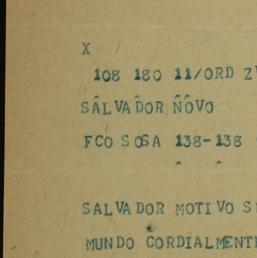 X /
108 180 11/ORD Z
SALVADOR NOVO
FCO SOSA 138-138
SALVADOR MOTIVO S
MUNDO CORDIALMENT